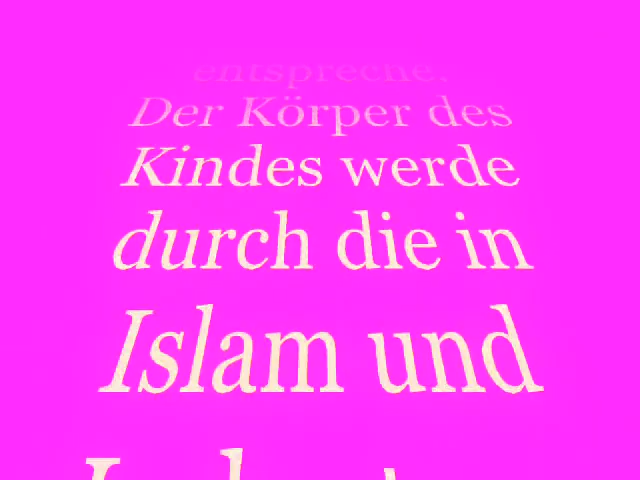 entspreche.
Der Körper des
Kindes werde
durch die in
Islam und